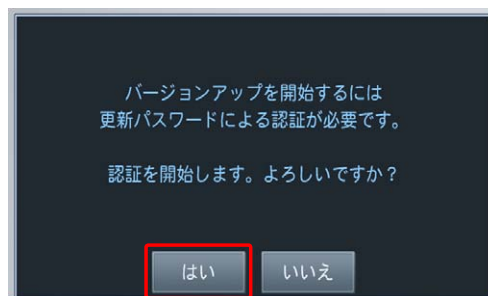 バージョンアップを開始するには
更新パスワードによる認証が必要です。
認証を開始します。よろしいですか？
はい
いいえ